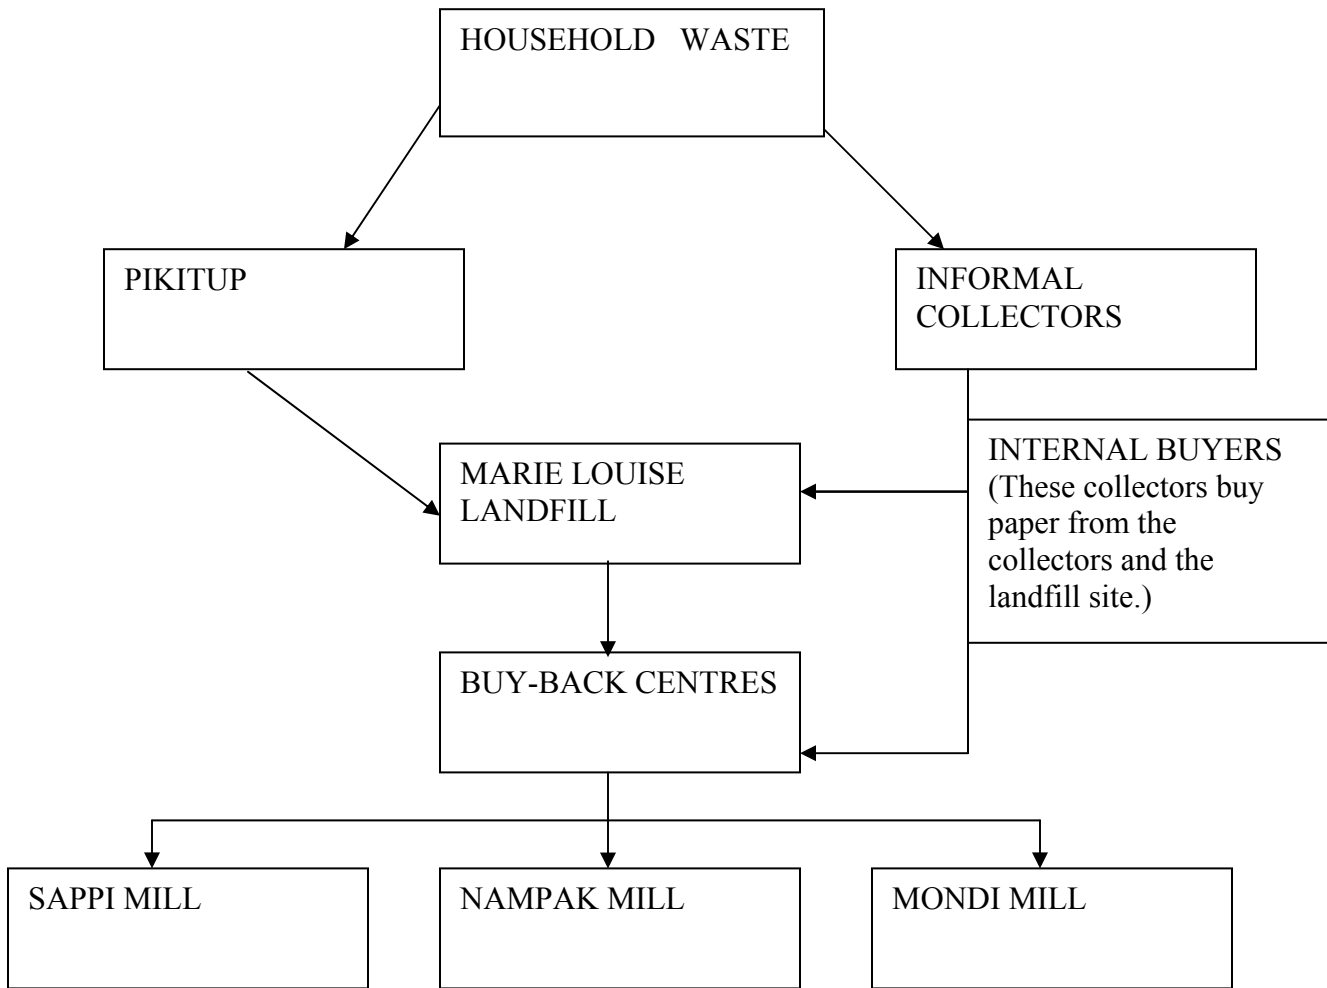 HOUSEHOLD WASTE
PIKITUP
INFORMAL
COLLECTORS
MARIE LOUISE
LANDFILL
INTERNAL BUYERS
(These collectors buy
paper from the
collectors and the
landfill site.)
BUY-BACK CENTRES
SAPPI MILL
NAMPAK MILL
MONDI MILL